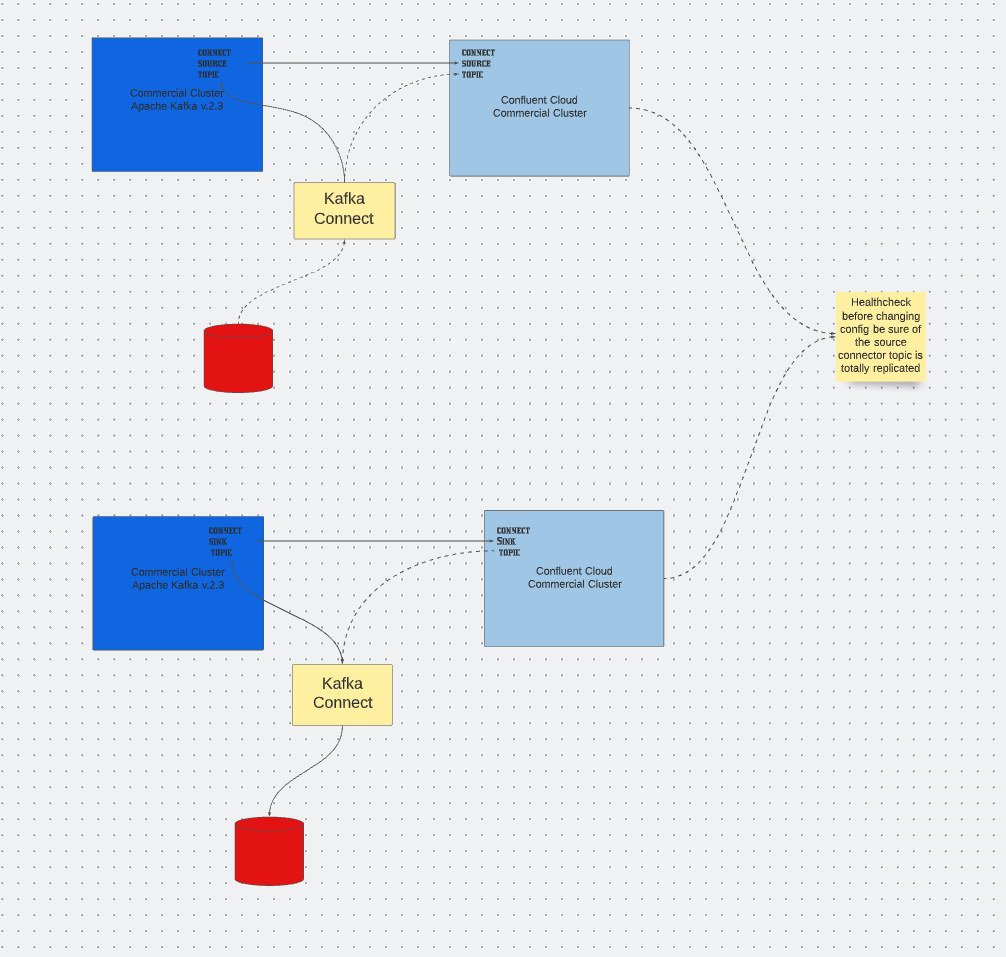 CONNECT
SOURCE
TOPIC
Commercial Cluster
Apache Kafka v.2.3
CONNECT
SOURCE
TOPIC
Confluent Cloud
Commercial Cluster
Kafka
Connect
Healthcheck
before changing
config be sure of
the source
connector topic is
totally replicated
CONNECT
SINK
TOPIC
Commercial Cluster
Apache Kafka v.2.3
CONNECT
SINK
TOPIC
Confluent Cloud
Commercial Cluster
Kafka
Connect